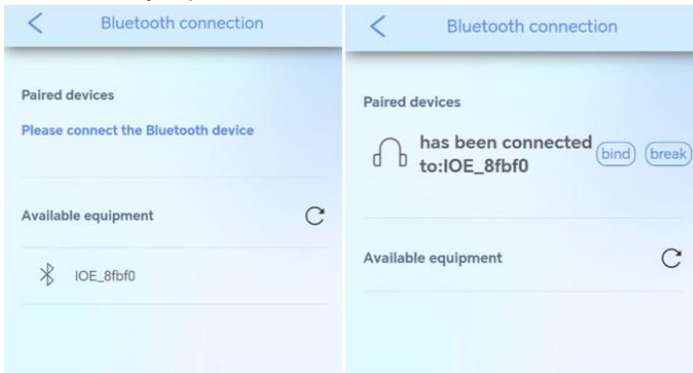 Bluetooth connection
Paired devices
Please connect the Bluetooth device
Available equipment
IOE_8fbf0
Bluetooth connection
Paired devices
has been connected
to:IOE_8fbf0
bind
break
Available equipment